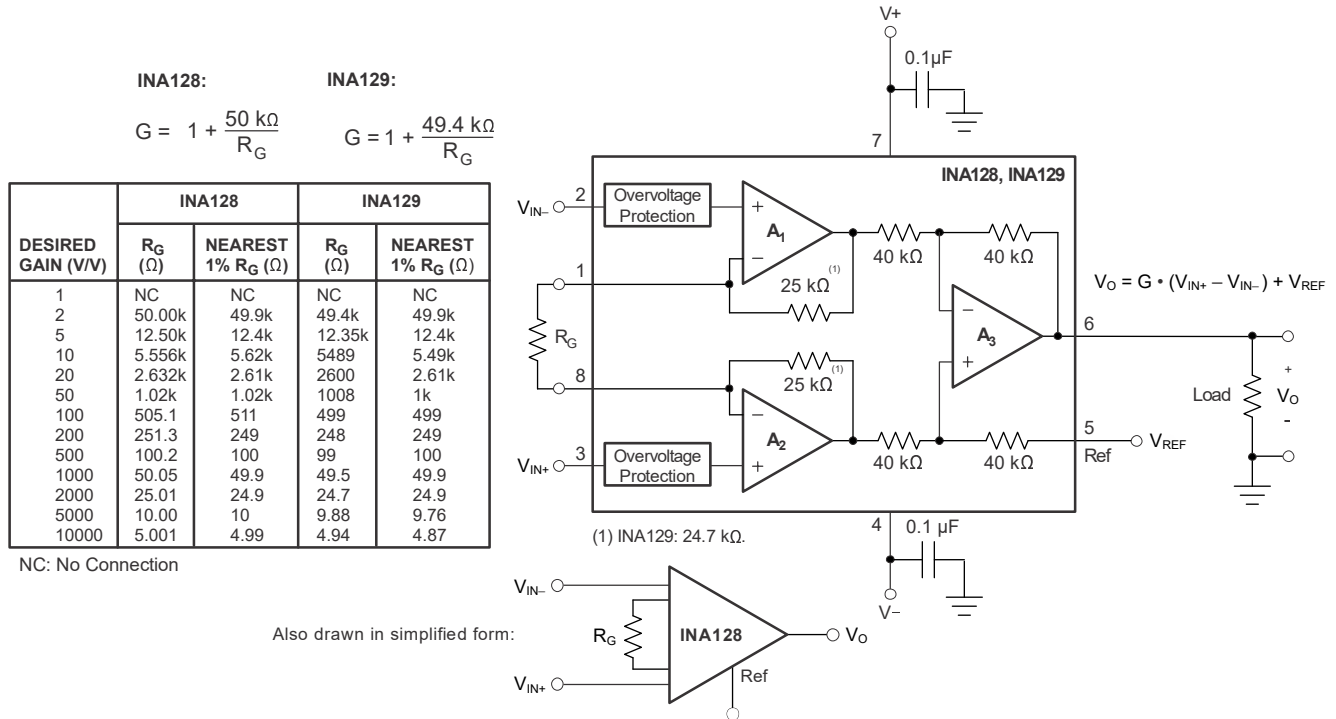 INA128: INA129:
G = 1 + 50 kΩ / R_G G = 1 + 49.4 kΩ / R_G
INA128 INA129
DESIRED GAIN (V/V) R_G (Ω) NEAREST 1% R_G (Ω) R_G (Ω) NEAREST 1% R_G (Ω)
1 NC NC NC NC
2 50.00k 49.9k 49.4k 49.9k
5 12.50k 12.4k 12.35k 12.4k
10 5.556k 5.62k 5489 5.49k
20 2.632k 2.61k 2600 2.61k
50 1.02k 1.02k 1008 1k
100 505.1 511 499 499
200 251.3 249 248 249
500 100.2 100 99 100
1000 50.05 49.9 49.5 49.9
2000 25.01 24.9 24.7 24.9
5000 10.00 10 9.88 9.76
10000 5.001 4.99 4.94 4.87
NC: No Connection
V+
0.1µF
7
INA128, INA129
V_IN– 2 Overvoltage Protection
+
A₁
–
40 kΩ 40 kΩ
1
25 kΩ (1)
R_G
V_O = G • (V_IN+ – V_IN–) + V_REF
–
A₃
+
6
25 kΩ (1)
8
–
A₂
+
V_IN+ 3 Overvoltage Protection
40 kΩ 40 kΩ
5
Ref
V_REF
Load
+
V_O
-
4
0.1 µF
V–
(1) INA129: 24.7 kΩ.
Also drawn in simplified form:
V_IN–
R_G
INA128
V_O
V_IN+
Ref